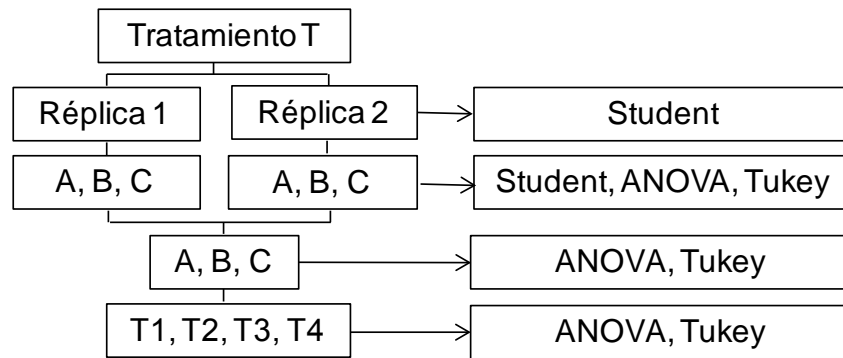 Tratamiento T
Réplica 1
Réplica 2
Student
A, B, C
A, B, C
Student, ANOVA, Tukey
A, B, C
ANOVA, Tukey
T1, T2, T3, T4
ANOVA, Tukey